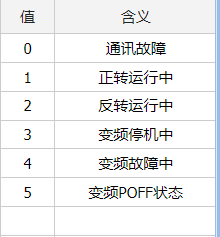 值 含义
0 通讯故障
1 正转运行中
2 反转运行中
3 变频停机中
4 变频故障中
5 变频POFF状态